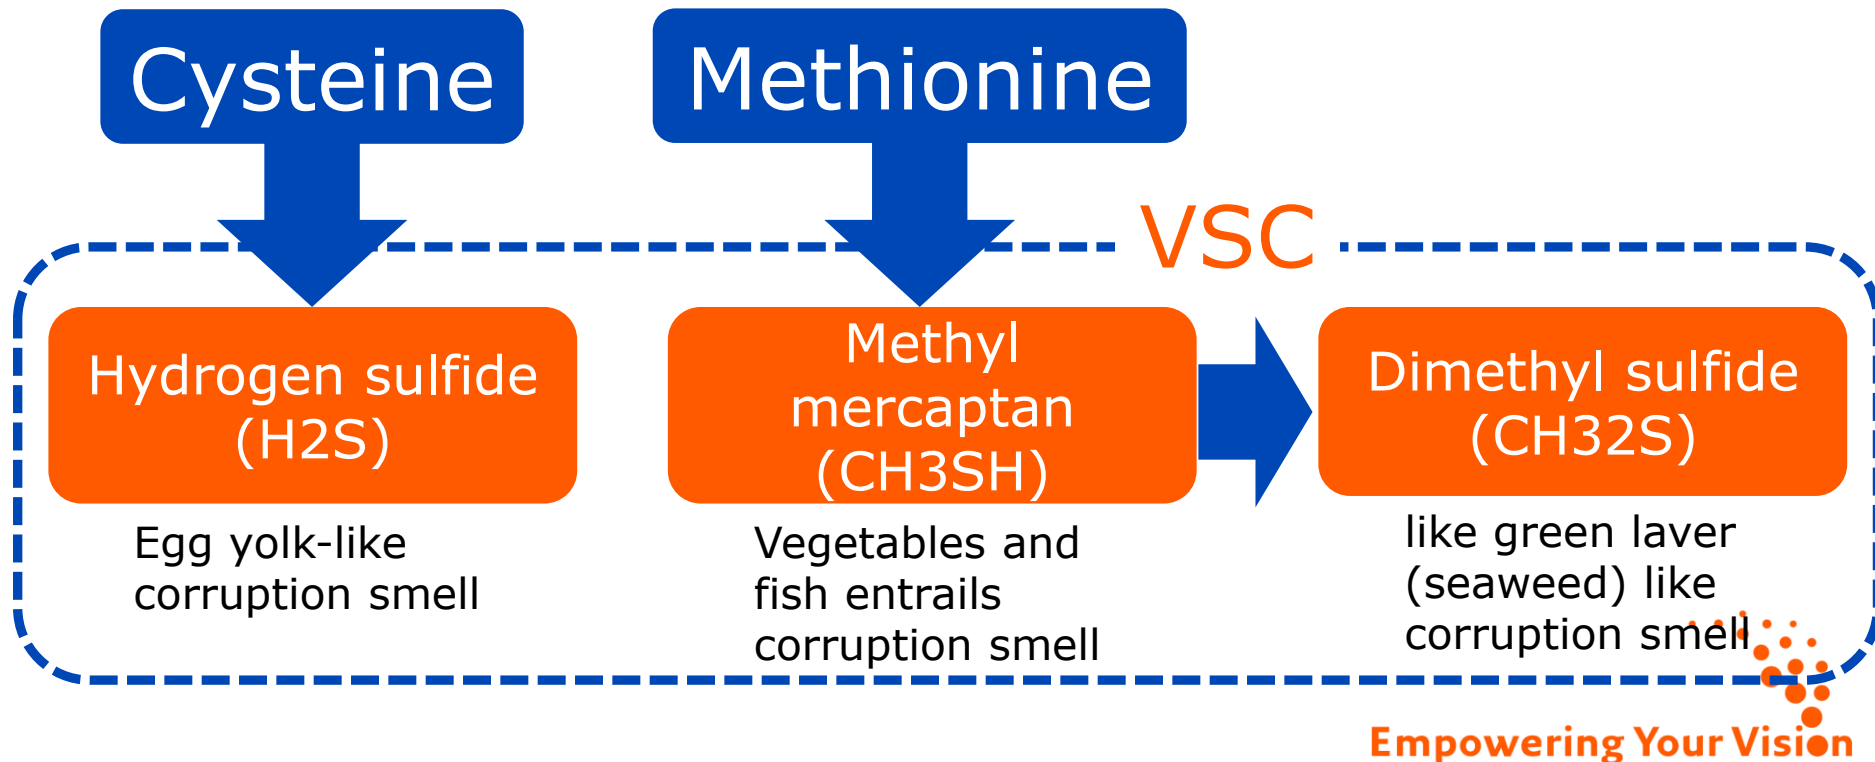 Cysteine
Methionine
VSC
Hydrogen sulfide
(H2S)
Methyl
mercaptan
(CH3SH)
Dimethyl sulfide
(CH32S)
Egg yolk-like
corruption smell
Vegetables and
fish entrails
corruption smell
like green laver
(seaweed) like
corruption smell
Empowering Your Vision